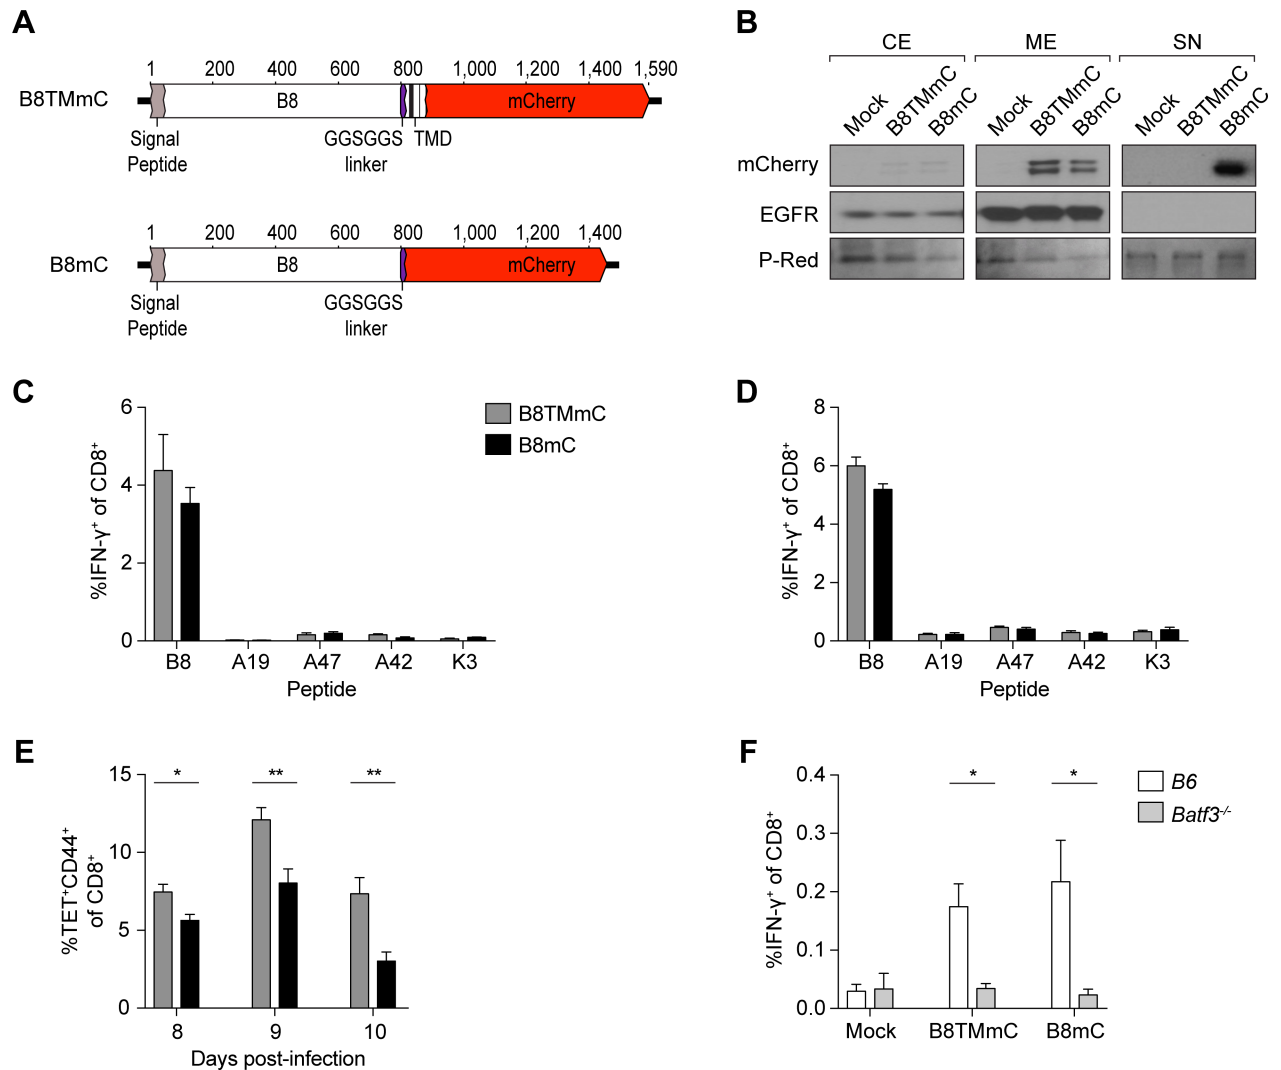 A
1 200 400 600 800 1,000 1,200 1,400 1,590
B8TMmC B8 mCherry
Signal Peptide
GGSGGS linker
TMD
1 200 400 600 800 1,000 1,200 1,400
B8mC B8 mCherry
Signal Peptide
GGSGGS linker
B
CE ME SN
Mock B8TMmC B8mC Mock B8TMmC B8mC Mock B8TMmC B8mC
mCherry
EGFR
P-Red
C
B8TMmC
B8mC
%IFN-γ⁺ of CD8⁺
6
4
2
0
B8 A19 A47 A42 K3
Peptide
D
%IFN-γ⁺ of CD8⁺
8
6
4
2
0
B8 A19 A47 A42 K3
Peptide
E
%TET⁺CD44⁺
of CD8⁺
15
10
5
0
* ** **
8 9 10
Days post-infection
F
%IFN-γ⁺ of CD8⁺
0.4
0.3
0.2
0.1
0.0
* *
B6
Batf3⁻/⁻
Mock B8TMmC B8mC